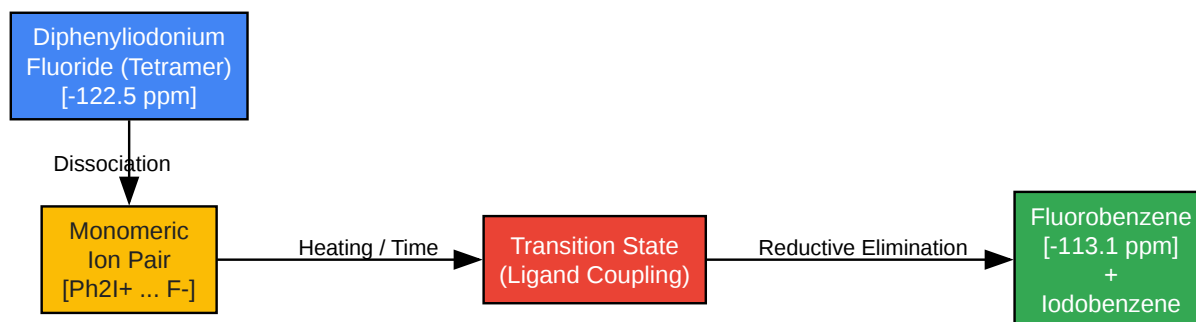 Diphenyliodonium
Fluoride (Tetramer)
[-122.5 ppm]
Dissociation
Monomeric
Ion Pair
[Ph2I+ ... F-]
Heating / Time
Transition State
(Ligand Coupling)
Reductive Elimination
Fluorobenzene
[-113.1 ppm]
+
Iodobenzene